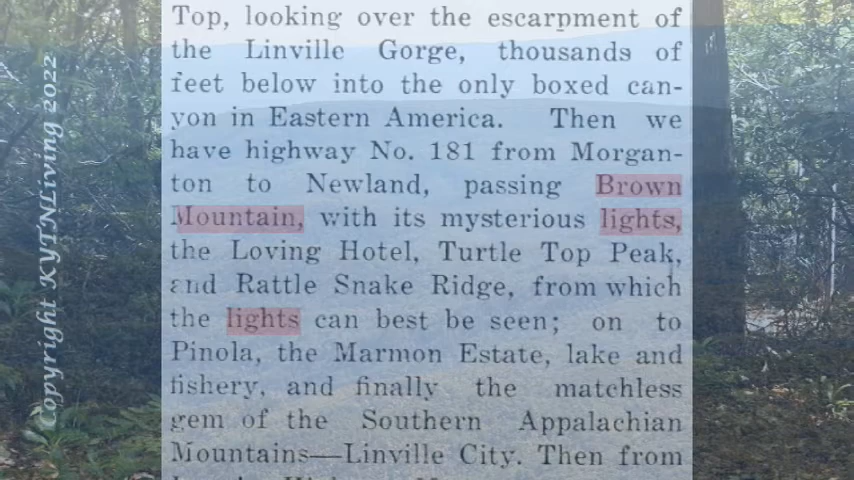 Top, looking over the escarpment of
the Linville Gorge, thousands of
feet below into the only boxed can-
yon in Eastern America. Then we
have highway No. 181 from Morgan-
ton to Newland, passing Brown
Mountain, with its mysterious lights,
the Loving Hotel, Turtle Top Peak,
and Rattle Snake Ridge, from which
the lights can best be seen; on to
Pinola, the Marmon Estate, lake and
fishery, and finally the matchless
gem of the Southern Appalachian
Mountains—Linville City. Then from
Copyright KYTNLiving 2022